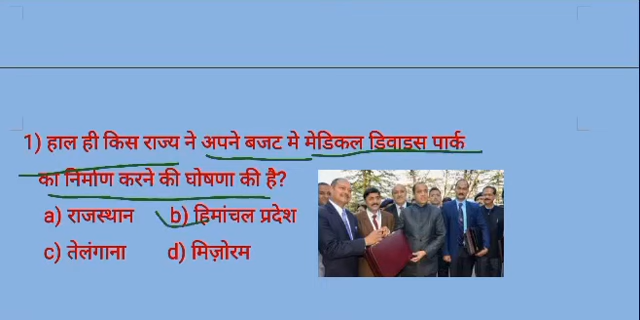 1) हाल ही किस राज्य ने अपने बजट मे मेडिकल डिवाइस पार्क
का निर्माण करने की घोषणा की है?
a) राजस्थान b) हिमांचल प्रदेश
c) तेलंगाना d) मिज़ोरम